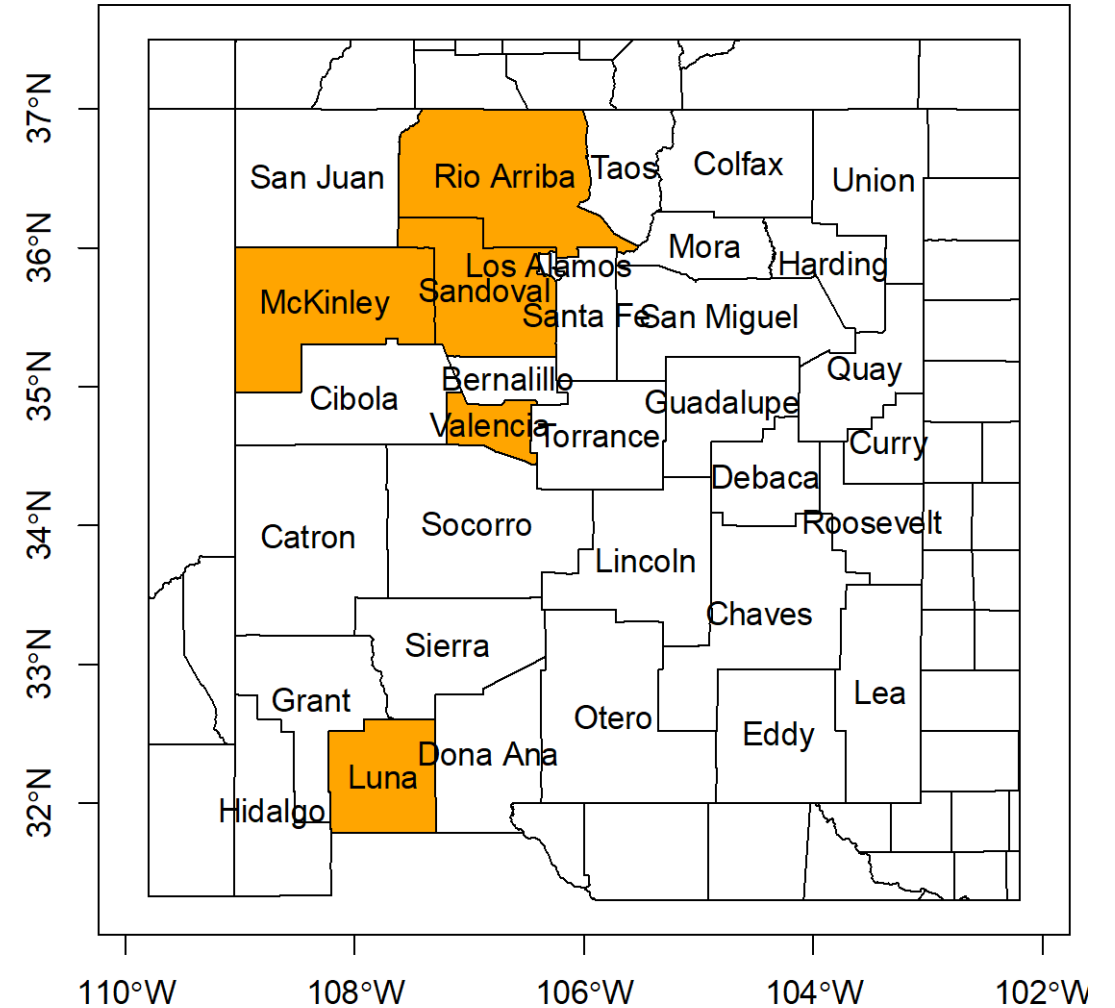 37°N
36°N
35°N
34°N
33°N
32°N
San Juan
Rio Arriba
Taos
Colfax
Union
Mora
Harding
Los Alamos
Sandoval
McKinley
Santa Fe
San Miguel
Quay
Bernalillo
Cibola
Guadalupe
Valencia
Torrance
Curry
Debaca
Catron
Socorro
Roosevelt
Lincoln
Chaves
Sierra
Grant
Lea
Otero
Eddy
Dona Ana
Luna
Hidalgo
110°W
108°W
106°W
104°W
102°W